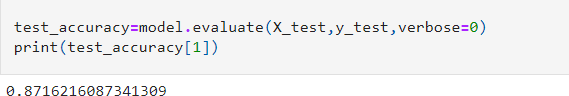 test_accuracy=model.evaluate(X_test,y_test,verbose=0)
print(test_accuracy[1])
0.8716216087341309